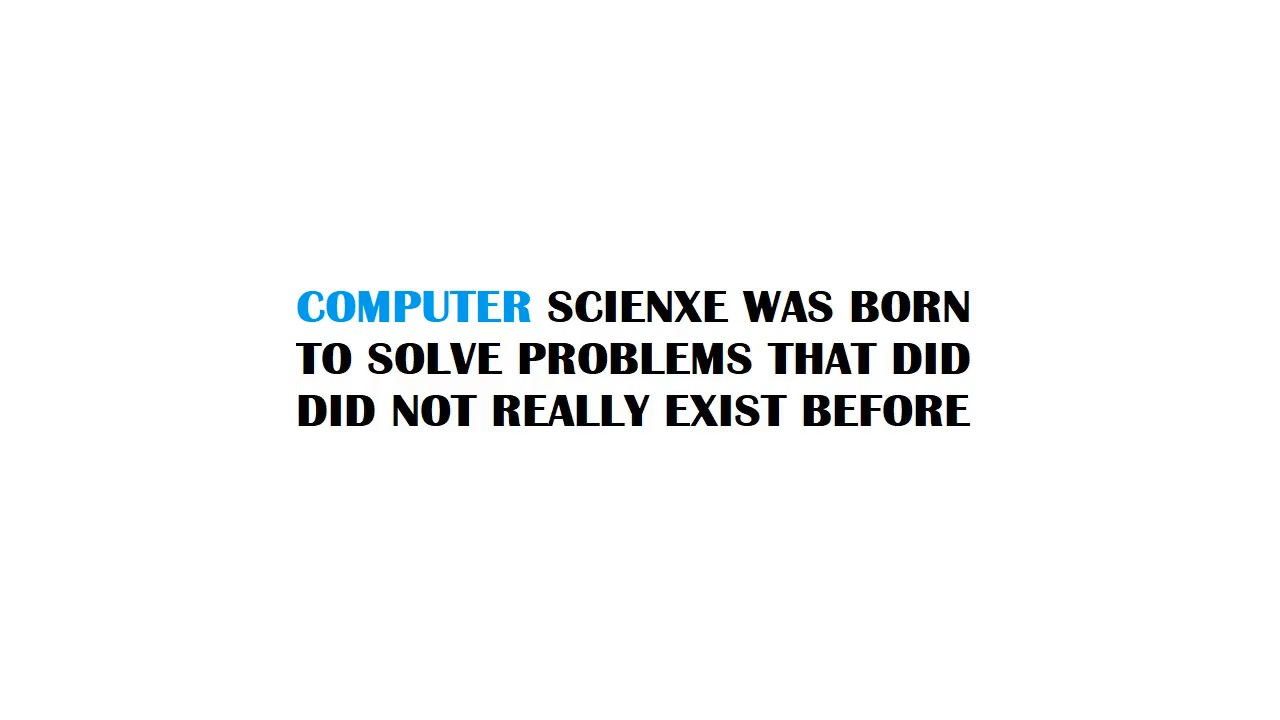 COMPUTER SCIENXE WAS BORN
TO SOLVE PROBLEMS THAT DID
DID NOT REALLY EXIST BEFORE